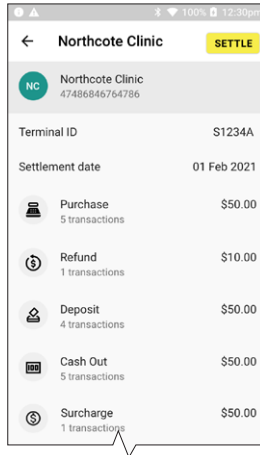 100% 12:30pm
Northcote Clinic SETTLE
NC
Northcote Clinic
47486846764786
Terminal ID S1234A
Settlement date 01 Feb 2021
Purchase $50.00
5 transactions
Refund $10.00
1 transactions
Deposit $50.00
4 transactions
Cash Out $50.00
5 transactions
Surcharge $50.00
1 transactions